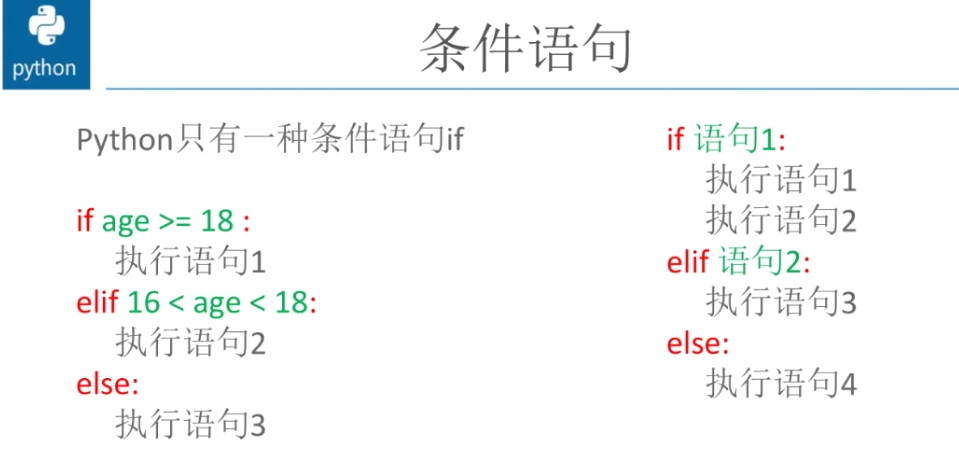 python
条件语句
Python只有一种条件语句if
if age >= 18 :
执行语句1
elif 16 < age < 18:
执行语句2
else:
执行语句3
if 语句1:
执行语句1
执行语句2
elif 语句2:
执行语句3
else:
执行语句4